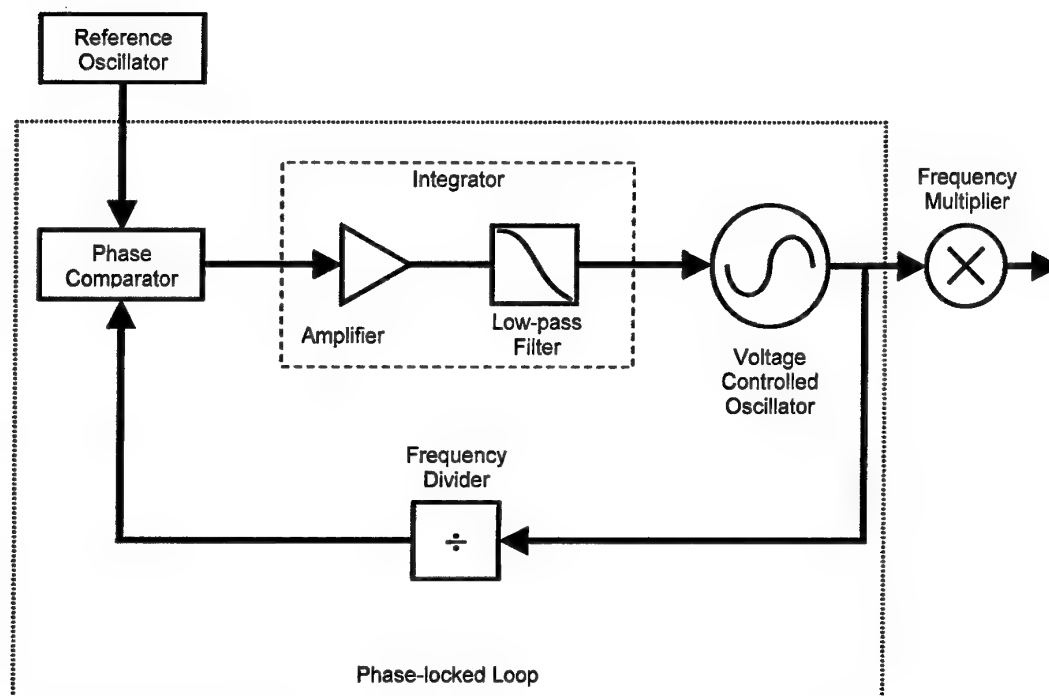 Reference
Oscillator
Integrator
Frequency
Multiplier
Phase
Comparator
Amplifier
Low-pass
Filter
Voltage
Controlled
Oscillator
Frequency
Divider
÷
Phase-locked Loop